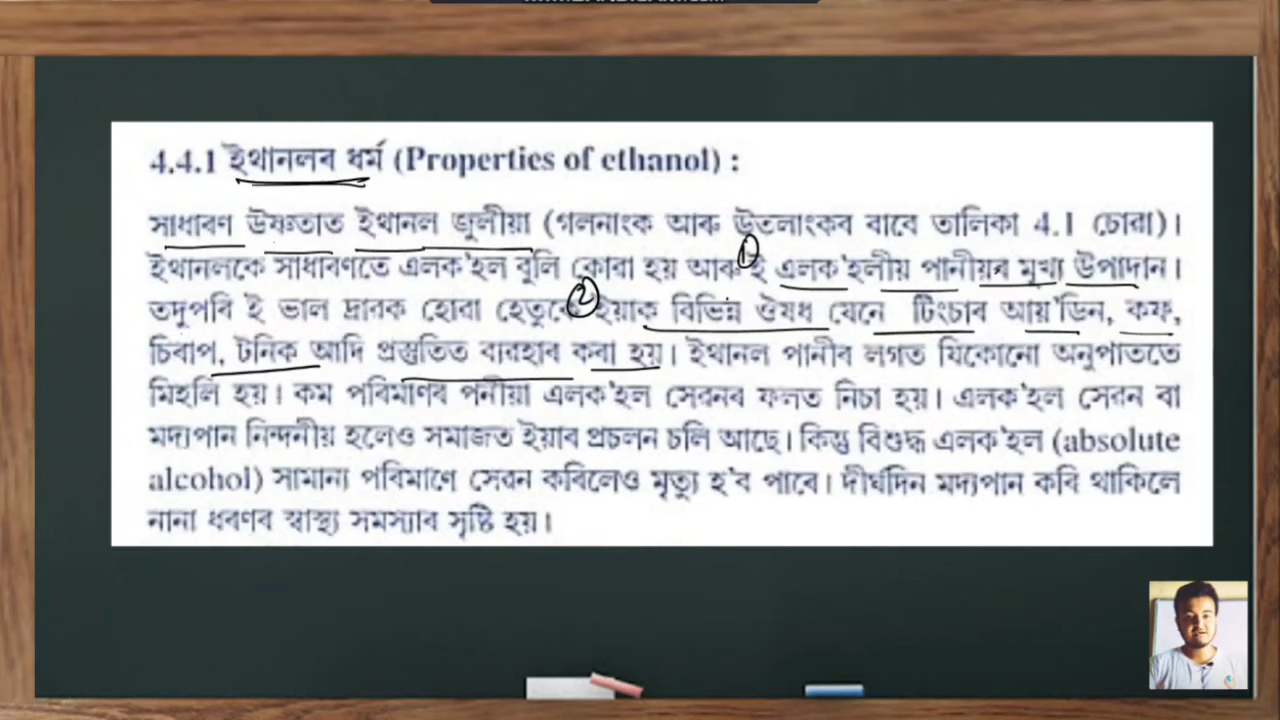 4.4.1 ইথানলৰ ধৰ্ম (Properties of ethanol) :
সাধাৰণ উষ্ণতাত ইথানল জুলীয়া (গলনাংক আৰু উতলাংকৰ বাবে তালিকা 4.1 চোৱা)।
1
ইথানলকে সাধাৰণতে এলক'হল বুলি কোৱা হয় আৰু ই এলক'হলীয় পানীয়ৰ মুখ্য উপাদান।
2
তদুপৰি ই ভাল দ্ৰাৱক হোৱা হেতুকে ইয়াক বিভিন্ন ঔষধ যেনে টিংচাৰ আয়'ডিন, কফ,
চিৰাপ, টনিক আদি প্ৰস্তুতিত ব্যৱহাৰ কৰা হয়। ইথানল পানীৰ লগত যিকোনো অনুপাততে
মিহলি হয়। কম পৰিমাণৰ পনীয়া এলক'হল সেৱনৰ ফলত নিচা হয়। এলক'হল সেৱন বা
মদ্যপান নিন্দনীয় হলেও সমাজত ইয়াৰ প্ৰচলন চলি আছে। কিন্তু বিশুদ্ধ এলক'হল (absolute
alcohol) সামান্য পৰিমাণে সেৱন কৰিলেও মৃত্যু হ'ব পাৰে। দীৰ্ঘদিন মদ্যপান কৰি থাকিলে
নানা ধৰণৰ স্বাস্থ্য সমস্যাৰ সৃষ্টি হয়।